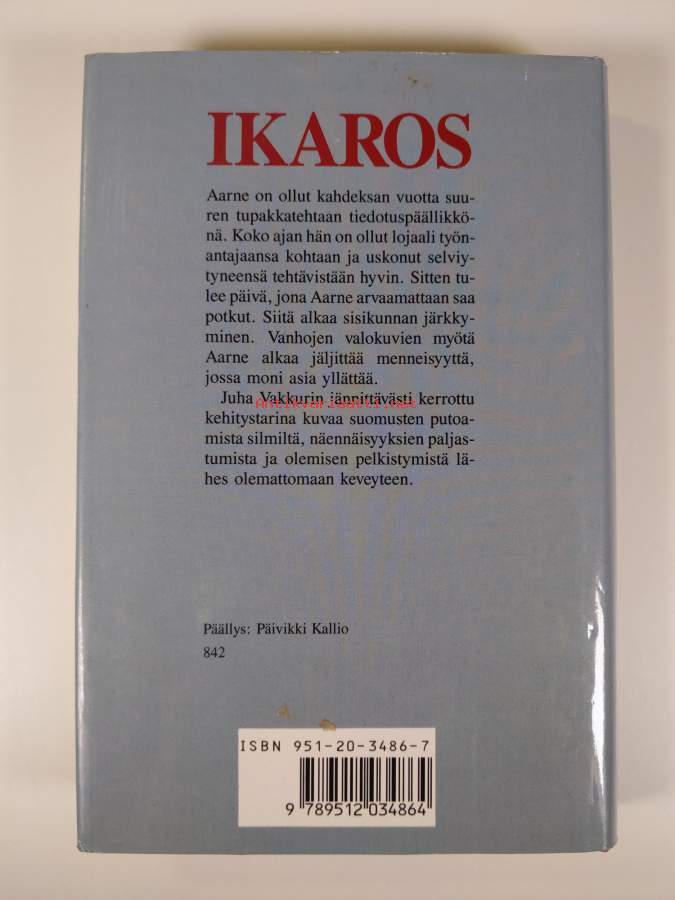 IKAROS
Aarne on ollut kahdeksan vuotta suu-
ren tupakkatehtaan tiedotuspäällikkö-
nä. Koko ajan hän on ollut lojaali työn-
antajaansa kohtaan ja uskonut selviy-
tyneensä tehtävistään hyvin. Sitten tu-
lee päivä, jona Aarne arvaamattaan saa
potkut. Siitä alkaa sisikunnan järkky-
minen. Vanhojen valokuvien myötä
Aarne alkaa jäljittää menneisyyttä,
jossa moni asia yllättää.
Juha Vakkurin jännittävästi kerrottu
Antikvariaatti.net
kehitystarina kuvaa suomusten putoa-
mista silmiltä, näennäisyyksien paljas-
tumista ja olemisen pelkistymistä lä-
hes olemattomaan keveyteen.
Päällys: Päivikki Kallio
842
ISBN 951-20-3486-7
9 789512 034864